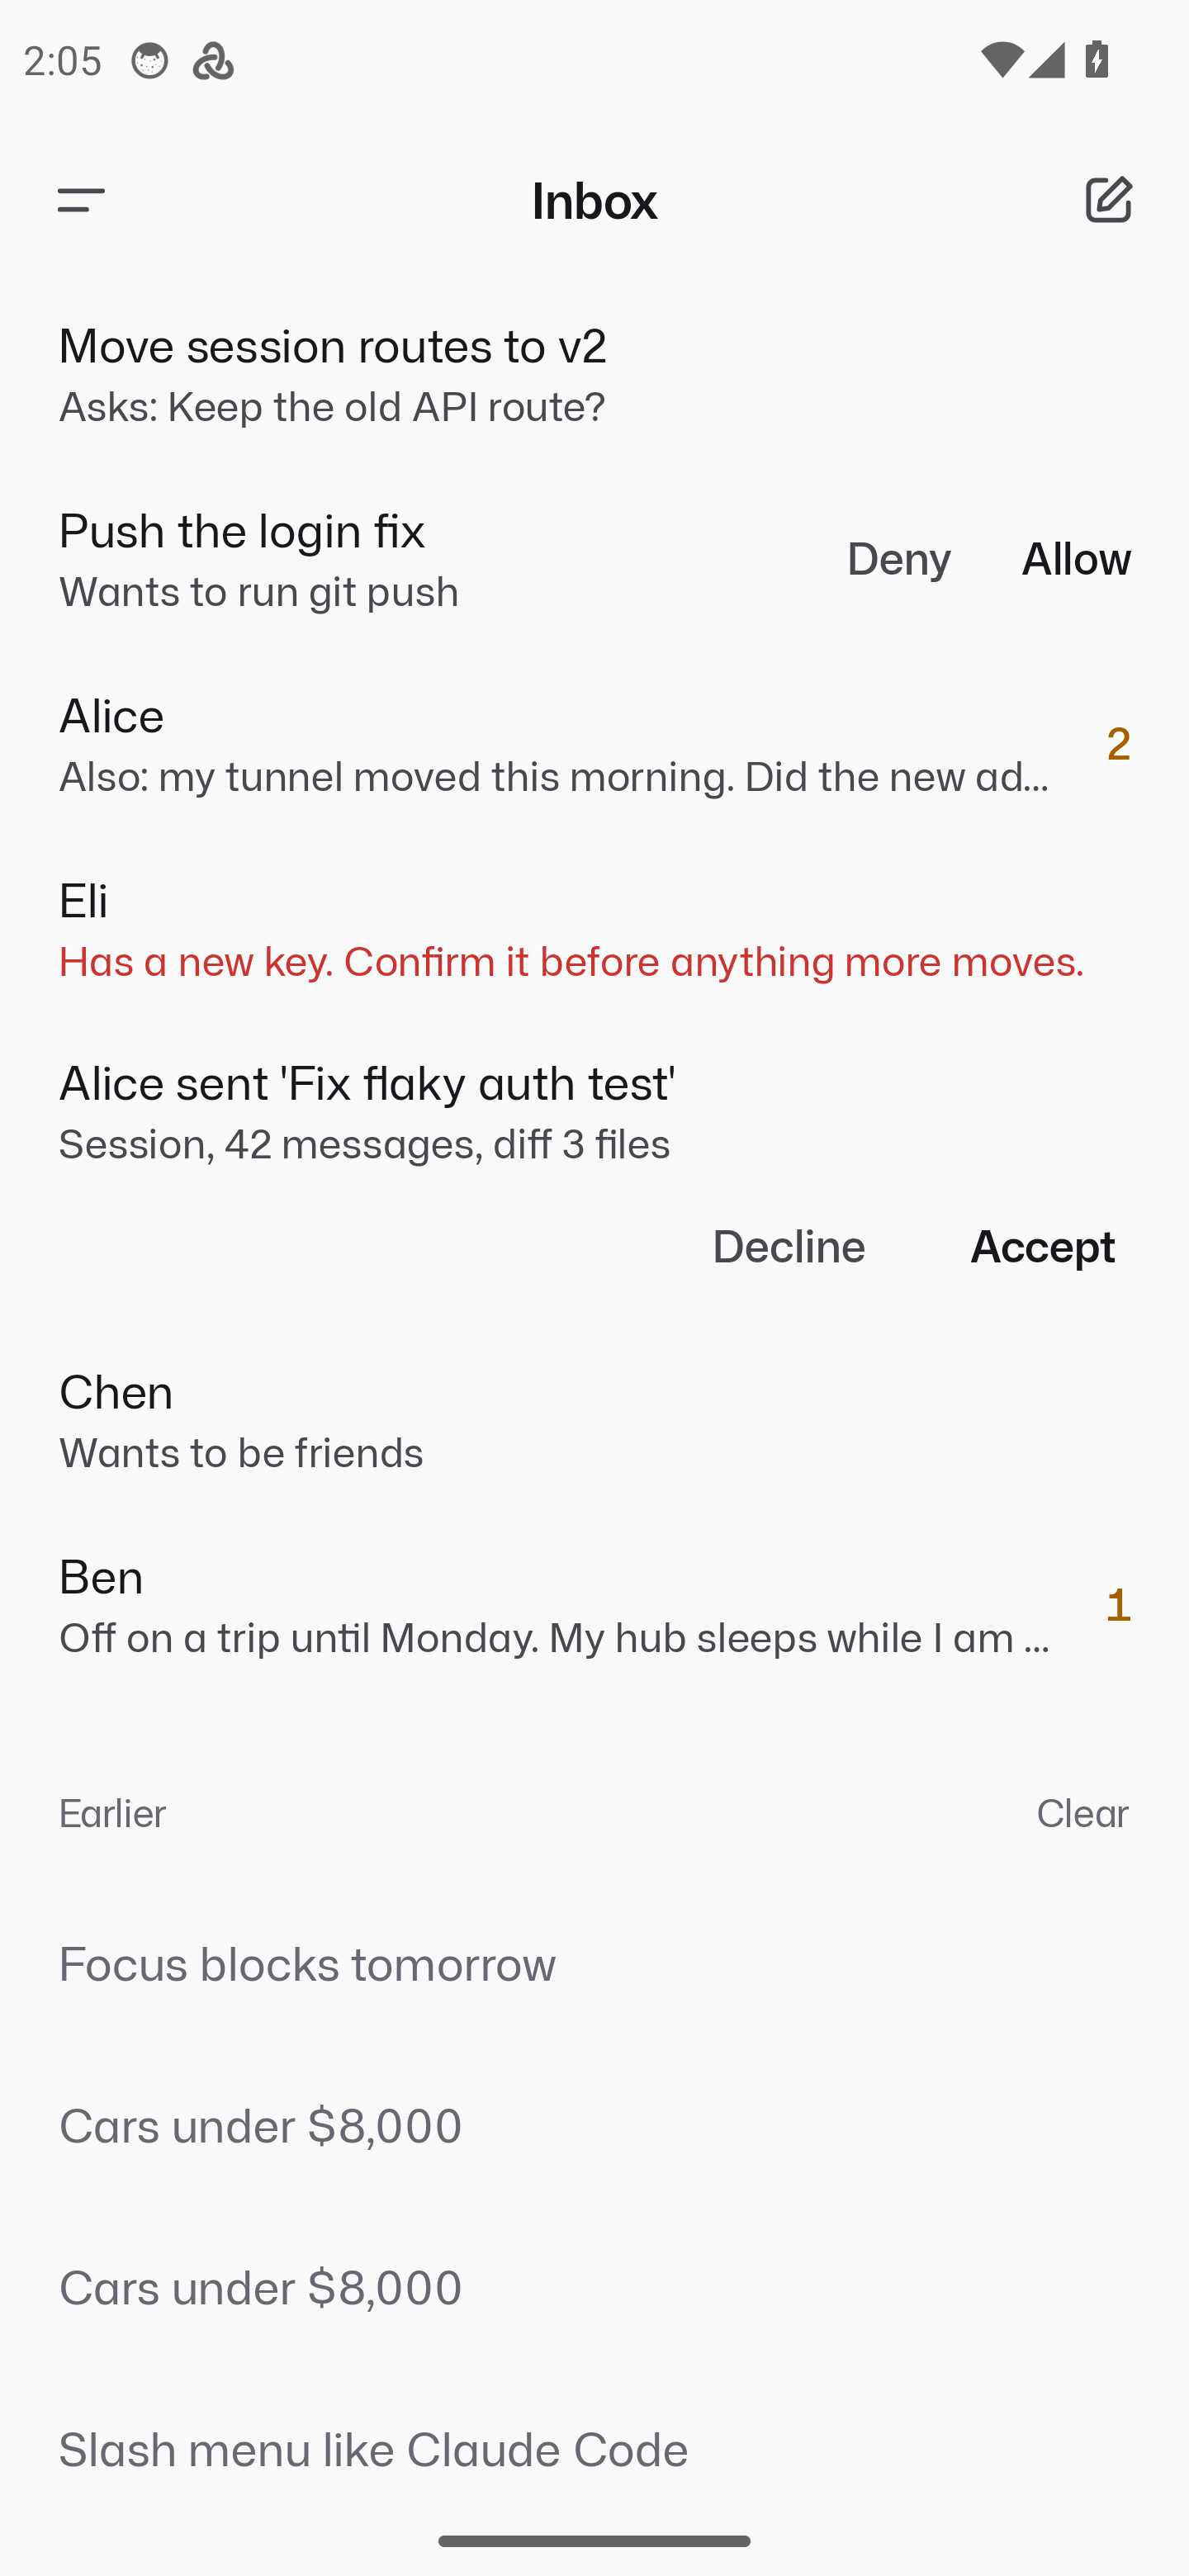 2:05
Inbox
Move session routes to v2
Asks: Keep the old API route?
Push the login fix
Wants to run git push
Deny
Allow
Alice
Also: my tunnel moved this morning. Did the new ad...
2
Eli
Has a new key. Confirm it before anything more moves.
Alice sent 'Fix flaky auth test'
Session, 42 messages, diff 3 files
Decline
Accept
Chen
Wants to be friends
Ben
Off on a trip until Monday. My hub sleeps while I am ...
1
Earlier
Clear
Focus blocks tomorrow
Cars under $8,000
Cars under $8,000
Slash menu like Claude Code